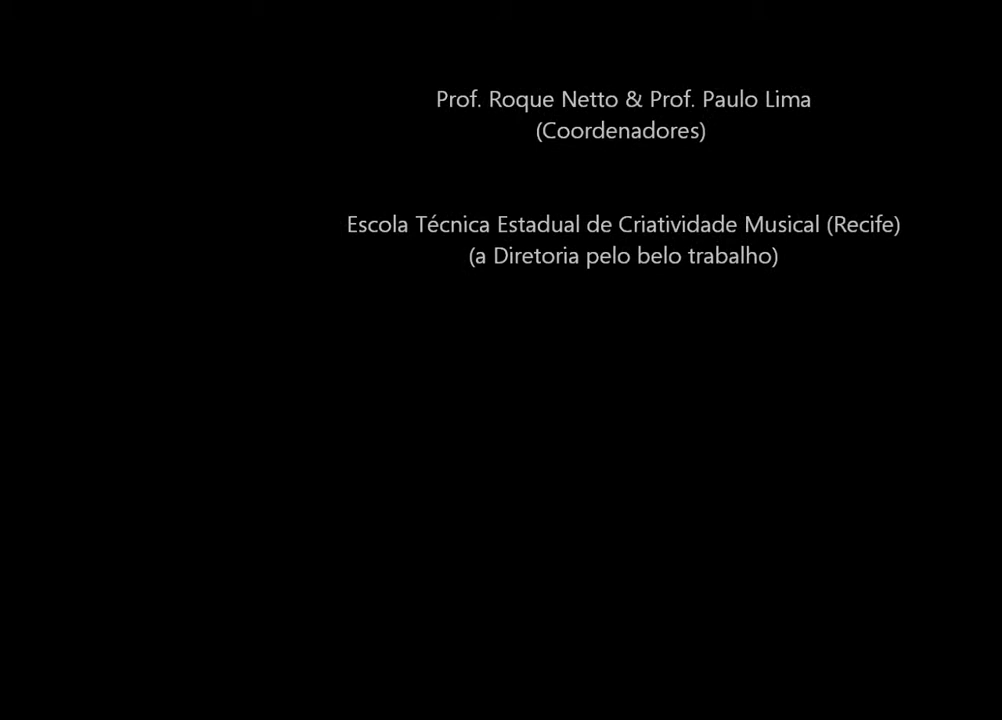 Prof. Roque Netto & Prof. Paulo Lima
(Coordenadores)
Escola Técnica Estadual de Criatividade Musical (Recife)
(a Diretoria pelo belo trabalho)